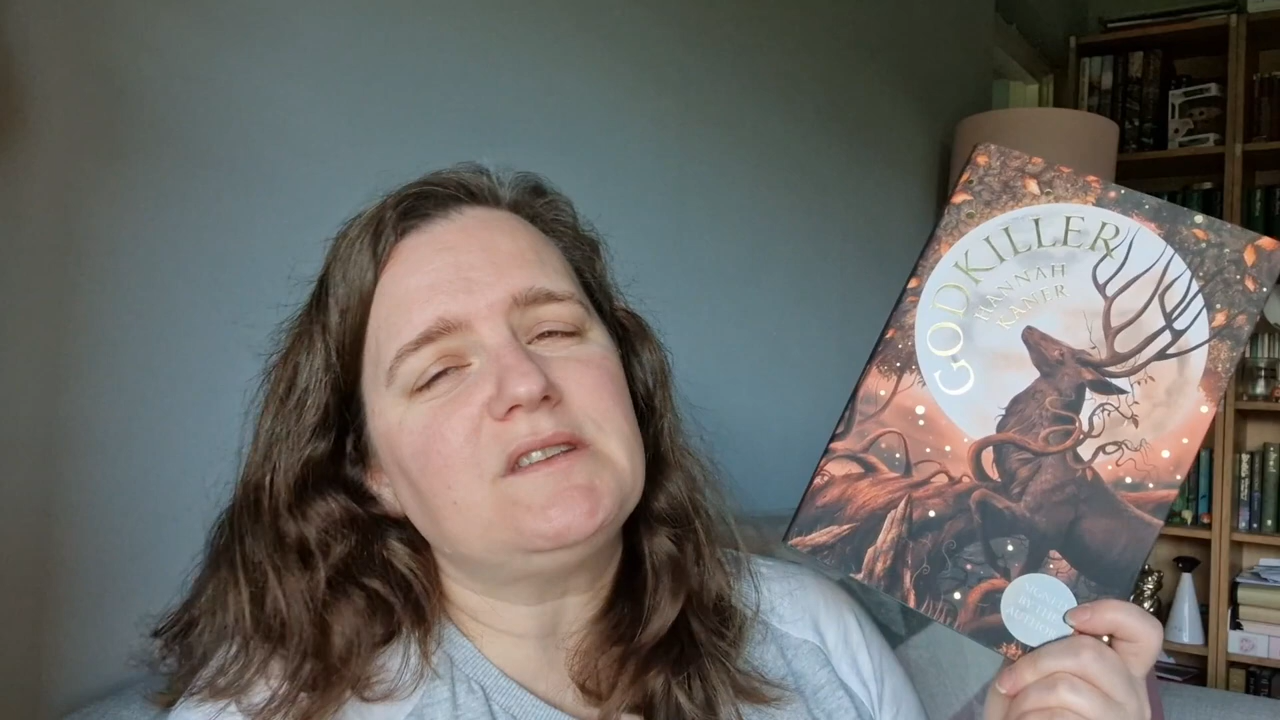 GODKILLER
HANNAH
KANER
SIGNED
BY THE
AUTHOR